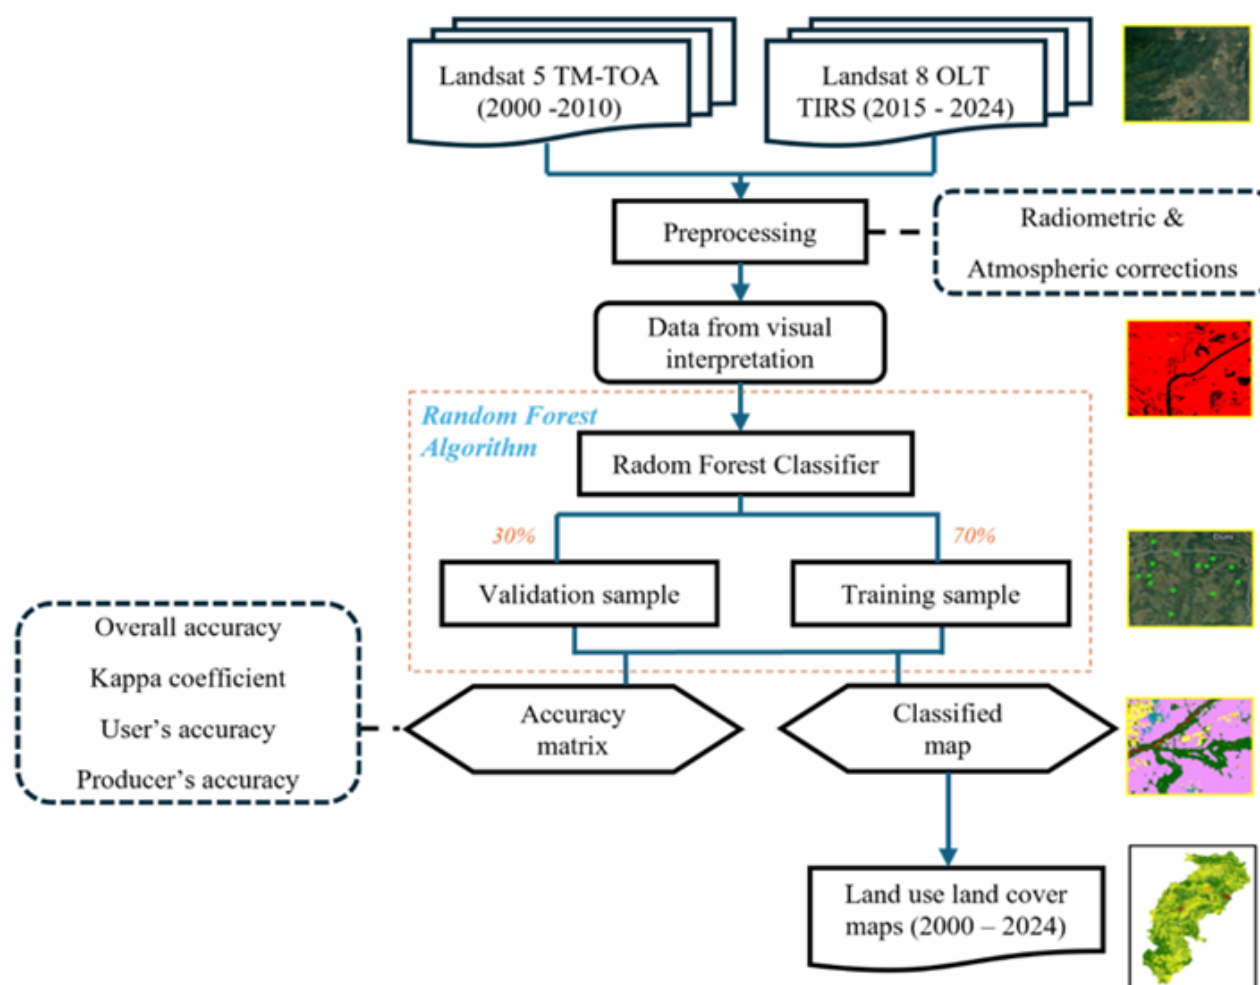 Landsat 5 TM-TOA
(2000 -2010)
Landsat 8 OLT
TIRS (2015 - 2024)
Preprocessing
Radiometric &
Atmospheric corrections
Data from visual
interpretation
Random Forest
Algorithm
Radom Forest Classifier
30%
70%
Validation sample
Training sample
Overall accuracy
Kappa coefficient
User's accuracy
Producer's accuracy
Accuracy
matrix
Classified
map
Land use land cover
maps (2000 – 2024)